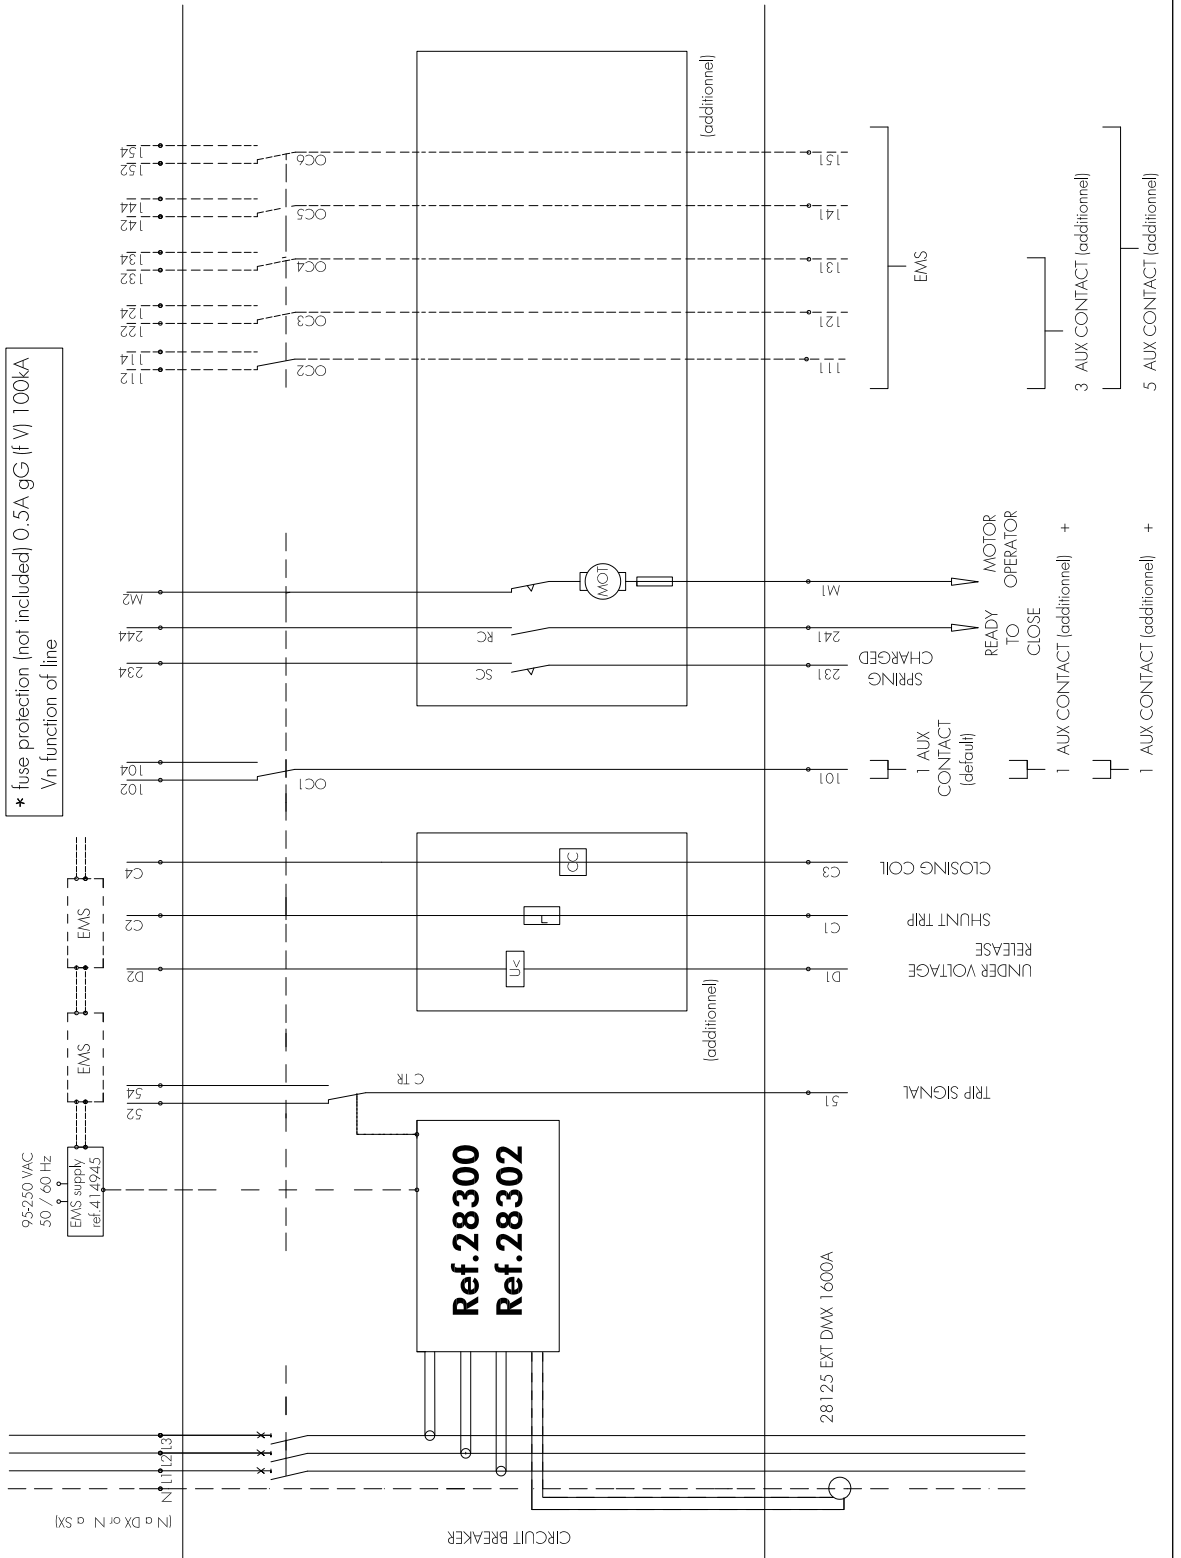 * fuse protection (not included) 0.5A gG (f V) 100kA
Vn function of line
95-250 VAC
50 / 60 Hz
EMS supply
ref.414945
EMS
EMS
(N a DX or N a SX)
N
L1
L2
L3
52
54
D2
C2
C4
102
104
234
244
M2
112
114
122
124
132
134
142
144
152
154
C TR
OC1
OC2
OC3
OC4
OC5
OC6
Ref.28300
Ref.28302
U<
CC
SC
RC
MOT
(additionnel)
(additionnel)
51
D1
C1
C3
101
231
241
M1
111
121
131
141
151
CIRCUIT BREAKER
28125 EXT DMX 1600A
TRIP SIGNAL
UNDER VOLTAGE
RELEASE
SHUNT TRIP
CLOSING COIL
1 AUX
CONTACT
(default)
SPRING
CHARGED
READY
TO
CLOSE
MOTOR
OPERATOR
EMS
1 AUX CONTACT (additionnel) +
3 AUX CONTACT (additionnel)
1 AUX CONTACT (additionnel) +
5 AUX CONTACT (additionnel)